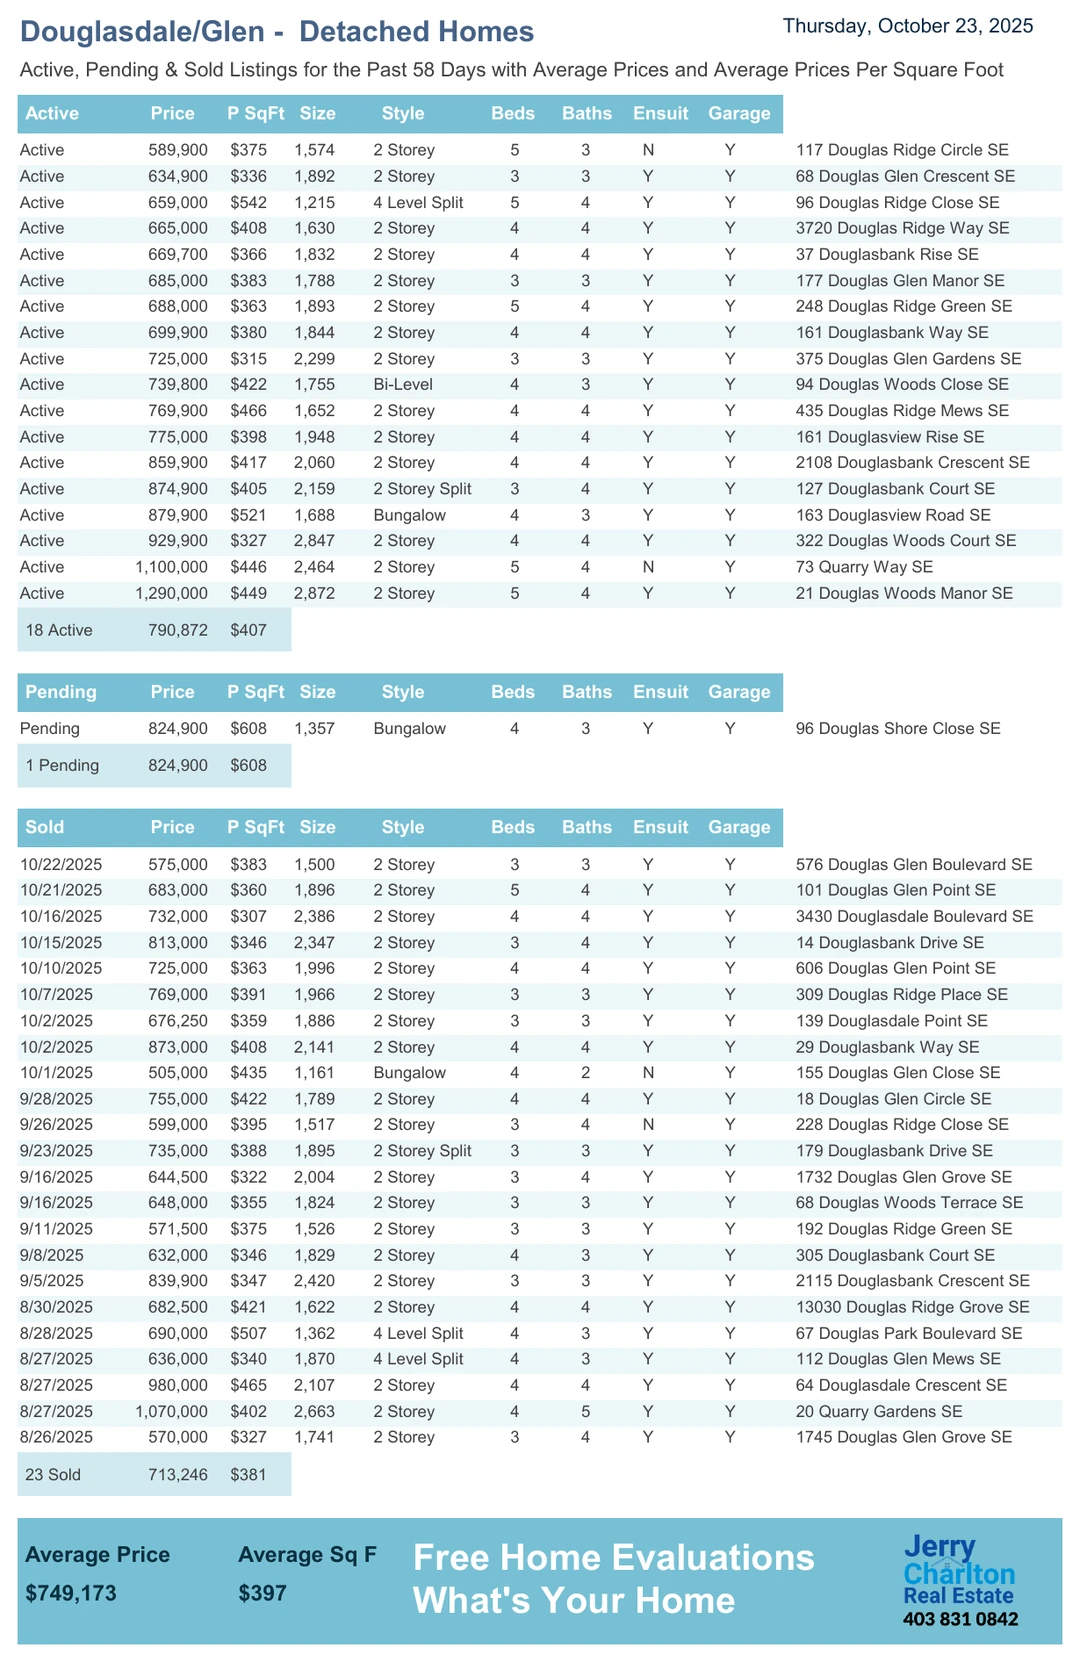 Douglasdale/Glen - Detached Homes
Thursday, October 23, 2025
Active, Pending & Sold Listings for the Past 58 Days with Average Prices and Average Prices Per Square Foot
Active Price P SqFt Size Style Beds Baths Ensuit Garage
Active 589,900 $375 1,574 2 Storey 5 3 N Y 117 Douglas Ridge Circle SE
Active 634,900 $336 1,892 2 Storey 3 3 Y Y 68 Douglas Glen Crescent SE
Active 659,000 $542 1,215 4 Level Split 5 4 Y Y 96 Douglas Ridge Close SE
Active 665,000 $408 1,630 2 Storey 4 4 Y Y 3720 Douglas Ridge Way SE
Active 669,700 $366 1,832 2 Storey 4 4 Y Y 37 Douglasbank Rise SE
Active 685,000 $383 1,788 2 Storey 3 3 Y Y 177 Douglas Glen Manor SE
Active 688,000 $363 1,893 2 Storey 5 4 Y Y 248 Douglas Ridge Green SE
Active 699,900 $380 1,844 2 Storey 4 4 Y Y 161 Douglasbank Way SE
Active 725,000 $315 2,299 2 Storey 3 3 Y Y 375 Douglas Glen Gardens SE
Active 739,800 $422 1,755 Bi-Level 4 3 Y Y 94 Douglas Woods Close SE
Active 769,900 $466 1,652 2 Storey 4 4 Y Y 435 Douglas Ridge Mews SE
Active 775,000 $398 1,948 2 Storey 4 4 Y Y 161 Douglasview Rise SE
Active 859,900 $417 2,060 2 Storey 4 4 Y Y 2108 Douglasbank Crescent SE
Active 874,900 $405 2,159 2 Storey Split 3 4 Y Y 127 Douglasbank Court SE
Active 879,900 $521 1,688 Bungalow 4 3 Y Y 163 Douglasview Road SE
Active 929,900 $327 2,847 2 Storey 4 4 Y Y 322 Douglas Woods Court SE
Active 1,100,000 $446 2,464 2 Storey 5 4 N Y 73 Quarry Way SE
Active 1,290,000 $449 2,872 2 Storey 5 4 Y Y 21 Douglas Woods Manor SE
18 Active 790,872 $407
Pending Price P SqFt Size Style Beds Baths Ensuit Garage
Pending 824,900 $608 1,357 Bungalow 4 3 Y Y 96 Douglas Shore Close SE
1 Pending 824,900 $608
Sold Price P SqFt Size Style Beds Baths Ensuit Garage
10/22/2025 575,000 $383 1,500 2 Storey 3 3 Y Y 576 Douglas Glen Boulevard SE
10/21/2025 683,000 $360 1,896 2 Storey 5 4 Y Y 101 Douglas Glen Point SE
10/16/2025 732,000 $307 2,386 2 Storey 4 4 Y Y 3430 Douglasdale Boulevard SE
10/15/2025 813,000 $346 2,347 2 Storey 3 4 Y Y 14 Douglasbank Drive SE
10/10/2025 725,000 $363 1,996 2 Storey 4 4 Y Y 606 Douglas Glen Point SE
10/7/2025 769,000 $391 1,966 2 Storey 3 3 Y Y 309 Douglas Ridge Place SE
10/2/2025 676,250 $359 1,886 2 Storey 3 3 Y Y 139 Douglasdale Point SE
10/2/2025 873,000 $408 2,141 2 Storey 4 4 Y Y 29 Douglasbank Way SE
10/1/2025 505,000 $435 1,161 Bungalow 4 2 N Y 155 Douglas Glen Close SE
9/28/2025 755,000 $422 1,789 2 Storey 4 4 Y Y 18 Douglas Glen Circle SE
9/26/2025 599,000 $395 1,517 2 Storey 3 4 N Y 228 Douglas Ridge Close SE
9/23/2025 735,000 $388 1,895 2 Storey Split 3 3 Y Y 179 Douglasbank Drive SE
9/16/2025 644,500 $322 2,004 2 Storey 3 4 Y Y 1732 Douglas Glen Grove SE
9/16/2025 648,000 $355 1,824 2 Storey 3 3 Y Y 68 Douglas Woods Terrace SE
9/11/2025 571,500 $375 1,526 2 Storey 3 3 Y Y 192 Douglas Ridge Green SE
9/8/2025 632,000 $346 1,829 2 Storey 4 3 Y Y 305 Douglasbank Court SE
9/5/2025 839,900 $347 2,420 2 Storey 3 3 Y Y 2115 Douglasbank Crescent SE
8/30/2025 682,500 $421 1,622 2 Storey 4 4 Y Y 13030 Douglas Ridge Grove SE
8/28/2025 690,000 $507 1,362 4 Level Split 4 3 Y Y 67 Douglas Park Boulevard SE
8/27/2025 636,000 $340 1,870 4 Level Split 4 3 Y Y 112 Douglas Glen Mews SE
8/27/2025 980,000 $465 2,107 2 Storey 4 4 Y Y 64 Douglasdale Crescent SE
8/27/2025 1,070,000 $402 2,663 2 Storey 4 5 Y Y 20 Quarry Gardens SE
8/26/2025 570,000 $327 1,741 2 Storey 3 4 Y Y 1745 Douglas Glen Grove SE
23 Sold 713,246 $381
Average Price Average Sq F
$749,173 $397
Free Home Evaluations
What's Your Home
Jerry
Charlton
Real Estate
403 831 0842